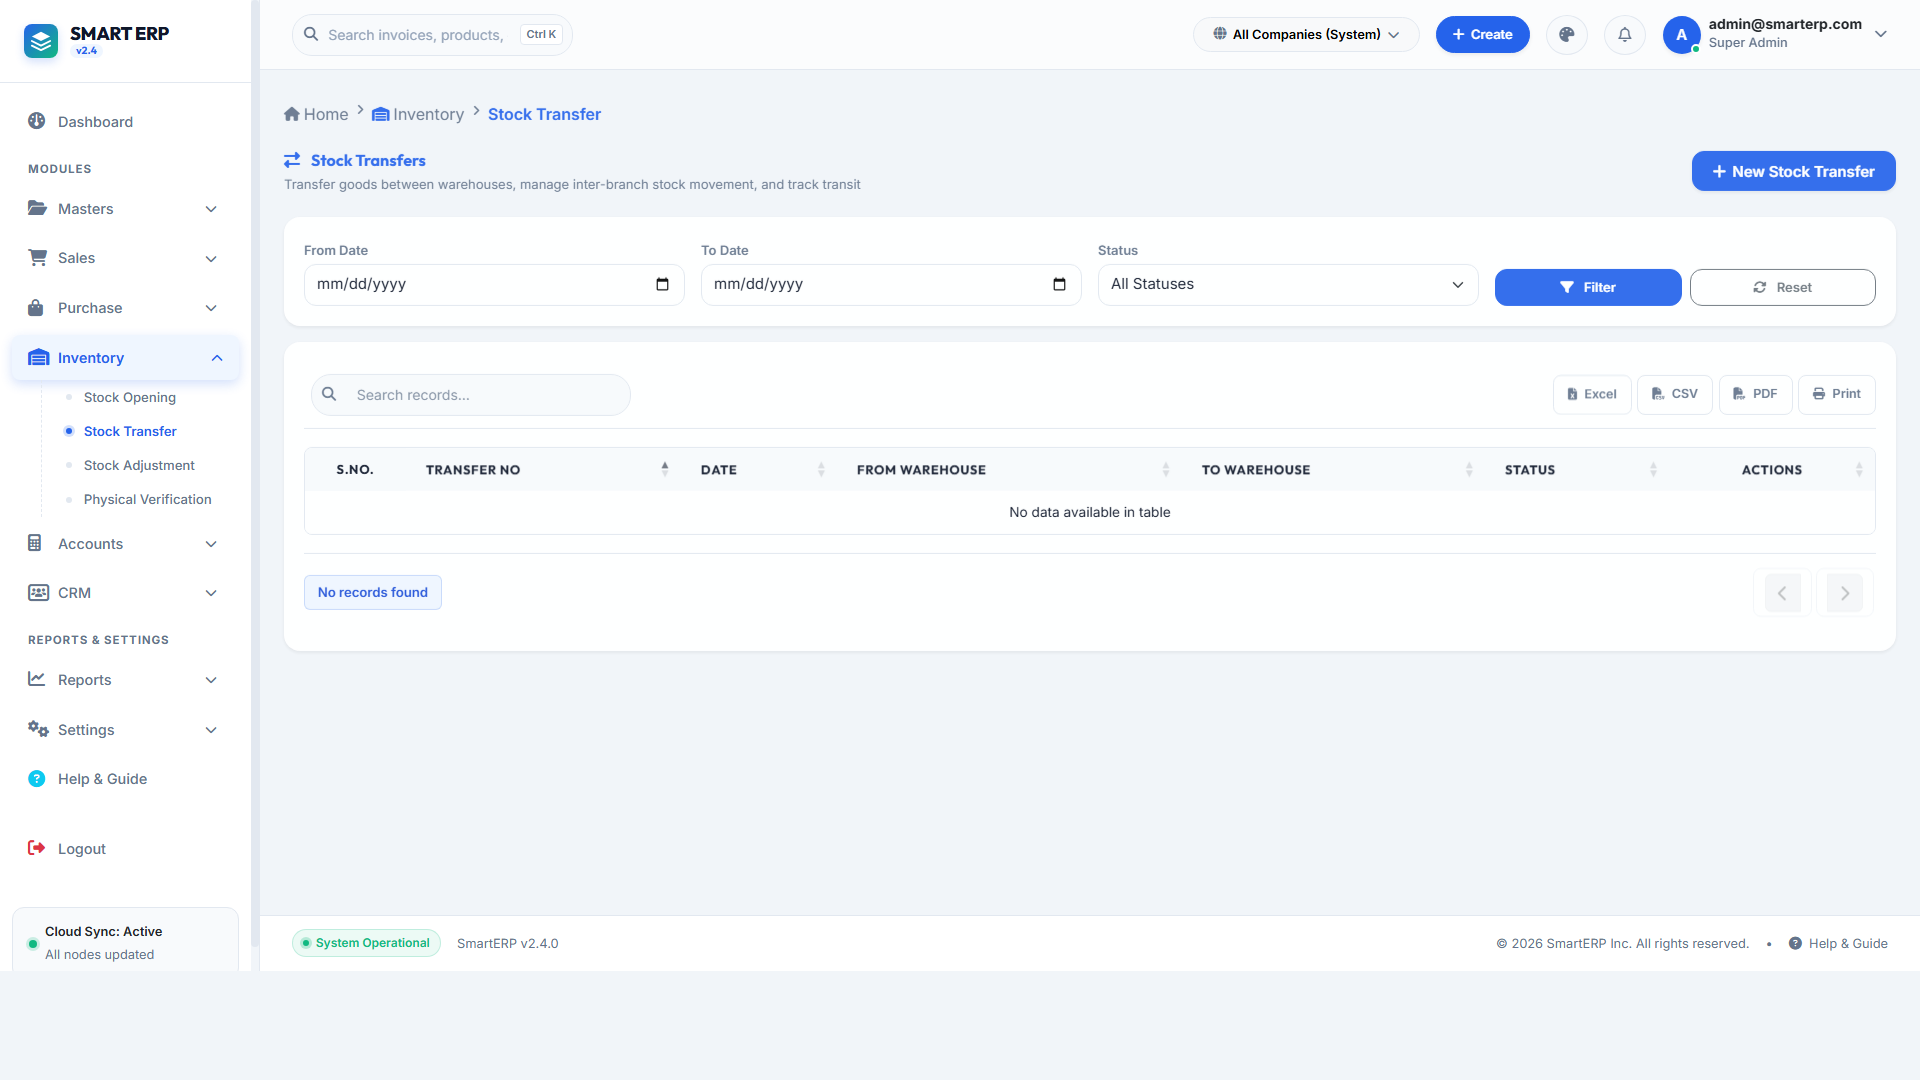 SMART ERP
v2.4
Search invoices, products,
Ctrl K
All Companies (System)
+ Create
A
admin@smarterp.com
Super Admin
Dashboard
MODULES
Masters
Sales
Purchase
Inventory
Stock Opening
Stock Transfer
Stock Adjustment
Physical Verification
Accounts
CRM
REPORTS & SETTINGS
Reports
Settings
Help & Guide
Logout
Cloud Sync: Active
All nodes updated
Home
Inventory
Stock Transfer
Stock Transfers
Transfer goods between warehouses, manage inter-branch stock movement, and track transit
+ New Stock Transfer
From Date
To Date
Status
mm/dd/yyyy
mm/dd/yyyy
All Statuses
Filter
Reset
Search records...
Excel
CSV
PDF
Print
S.NO.
TRANSFER NO
DATE
FROM WAREHOUSE
TO WAREHOUSE
STATUS
ACTIONS
No data available in table
No records found
System Operational
SmartERP v2.4.0
© 2026 SmartERP Inc. All rights reserved.
•
Help & Guide